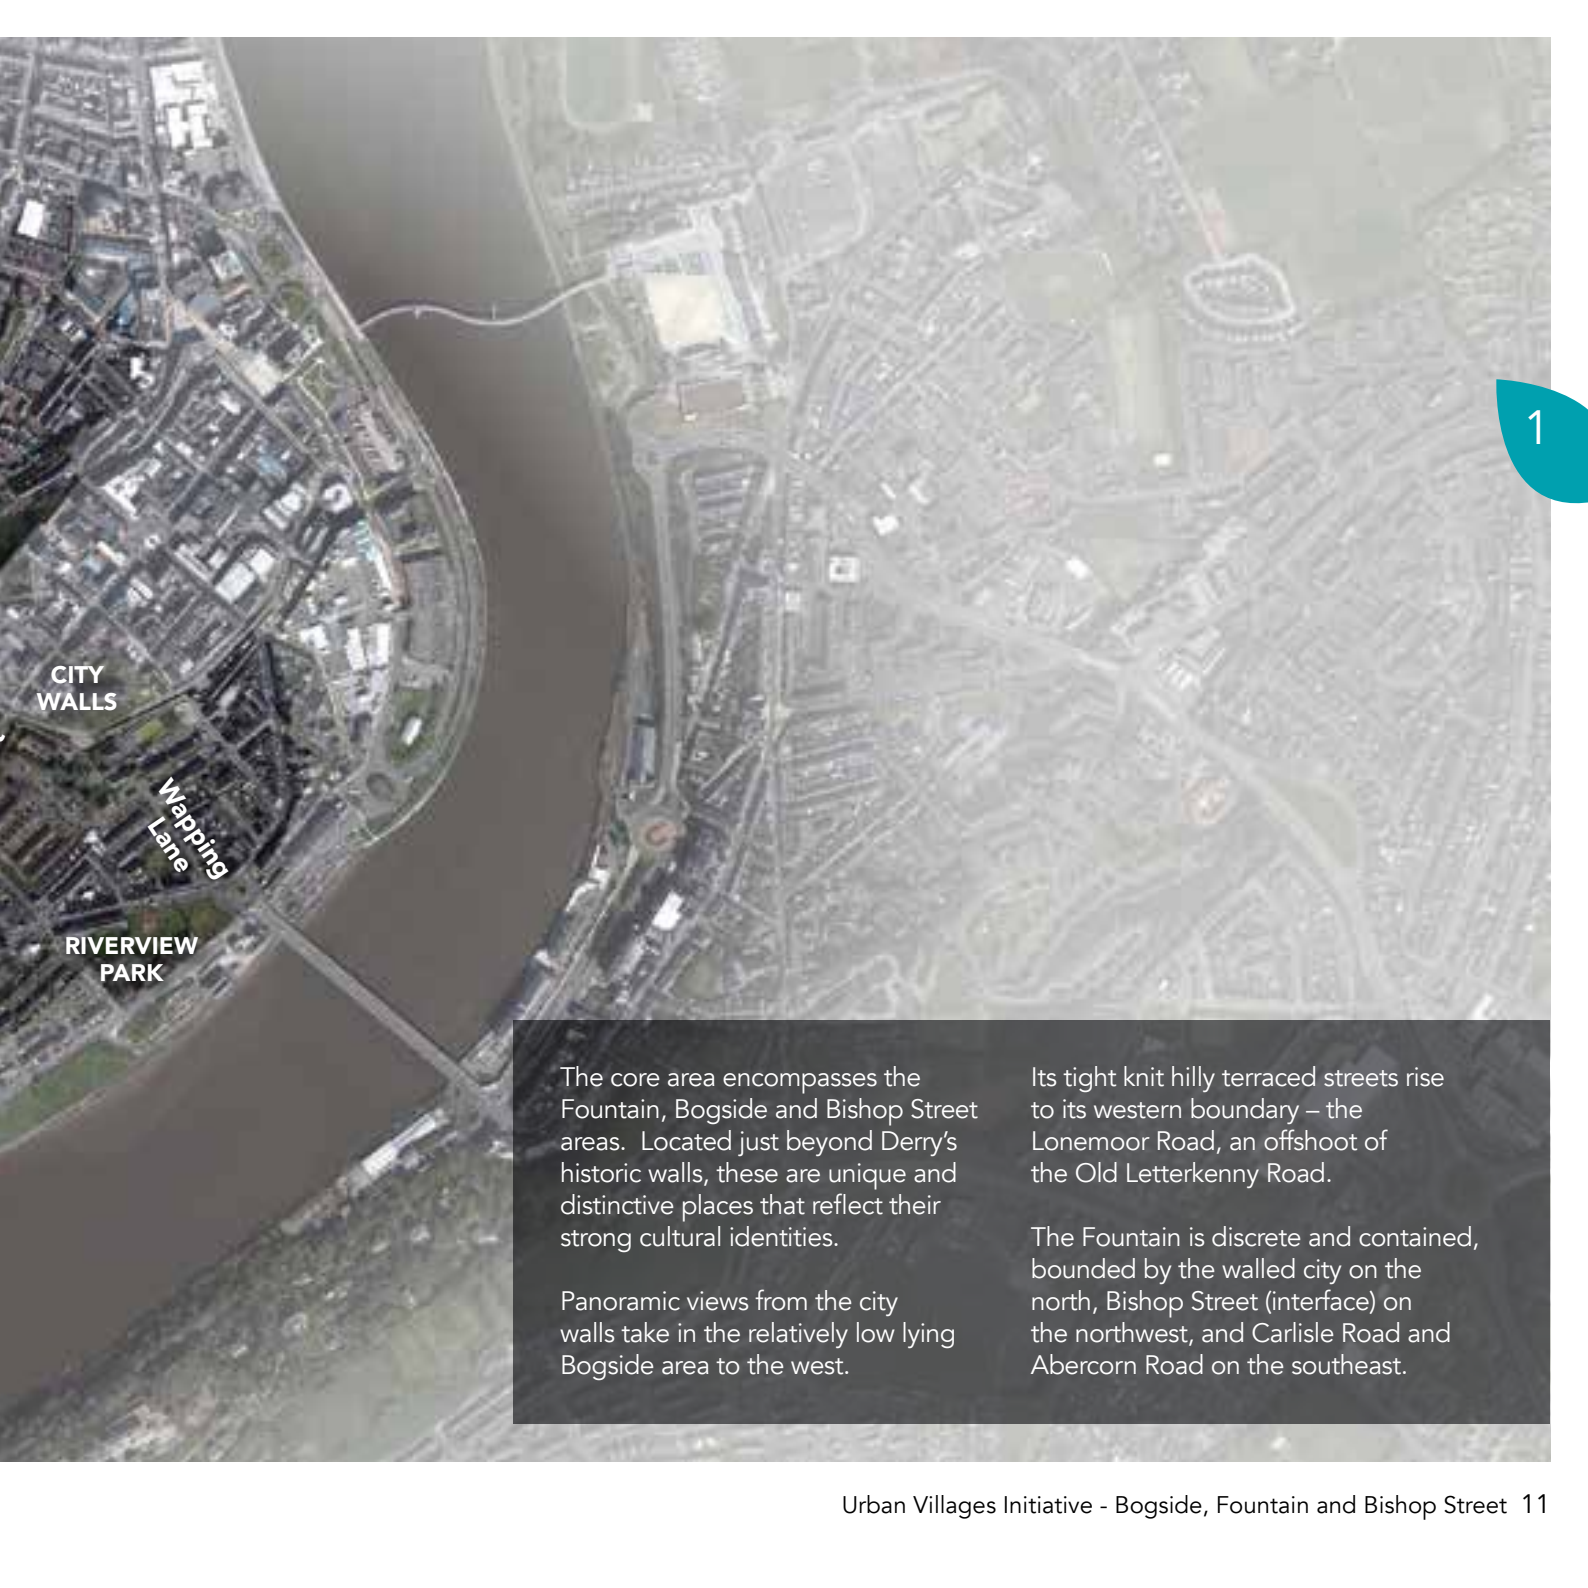 1
CITY
WALLS
Wapping
Lane
RIVERVIEW
PARK
The core area encompasses the
Fountain, Bogside and Bishop Street
areas.  Located just beyond Derry’s
historic walls, these are unique and
distinctive places that reflect their
strong cultural identities.
Panoramic views from the city
walls take in the relatively low lying
Bogside area to the west.
Its tight knit hilly terraced streets rise
to its western boundary – the
Lonemoor Road, an offshoot of
the Old Letterkenny Road.
The Fountain is discrete and contained,
bounded by the walled city on the
north, Bishop Street (interface) on
the northwest, and Carlisle Road and
Abercorn Road on the southeast.
Urban Villages Initiative - Bogside, Fountain and Bishop Street 11